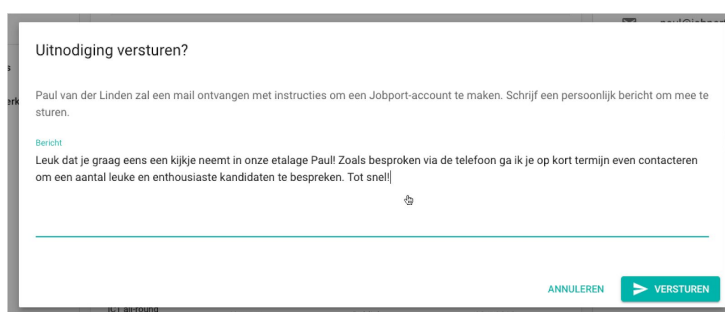 Uitnodiging versturen?
Paul van der Linden zal een mail ontvangen met instructies om een Jobport-account te maken. Schrijf een persoonlijk bericht om mee te
sturen.
Bericht
Leuk dat je graag eens een kijkje neemt in onze etalage Paul! Zoals besproken via de telefoon ga ik je op kort termijn even contacteren
om een aantal leuke en enthousiaste kandidaten te bespreken. Tot snel!
ANNULEREN
VERSTUREN
ICT all-round